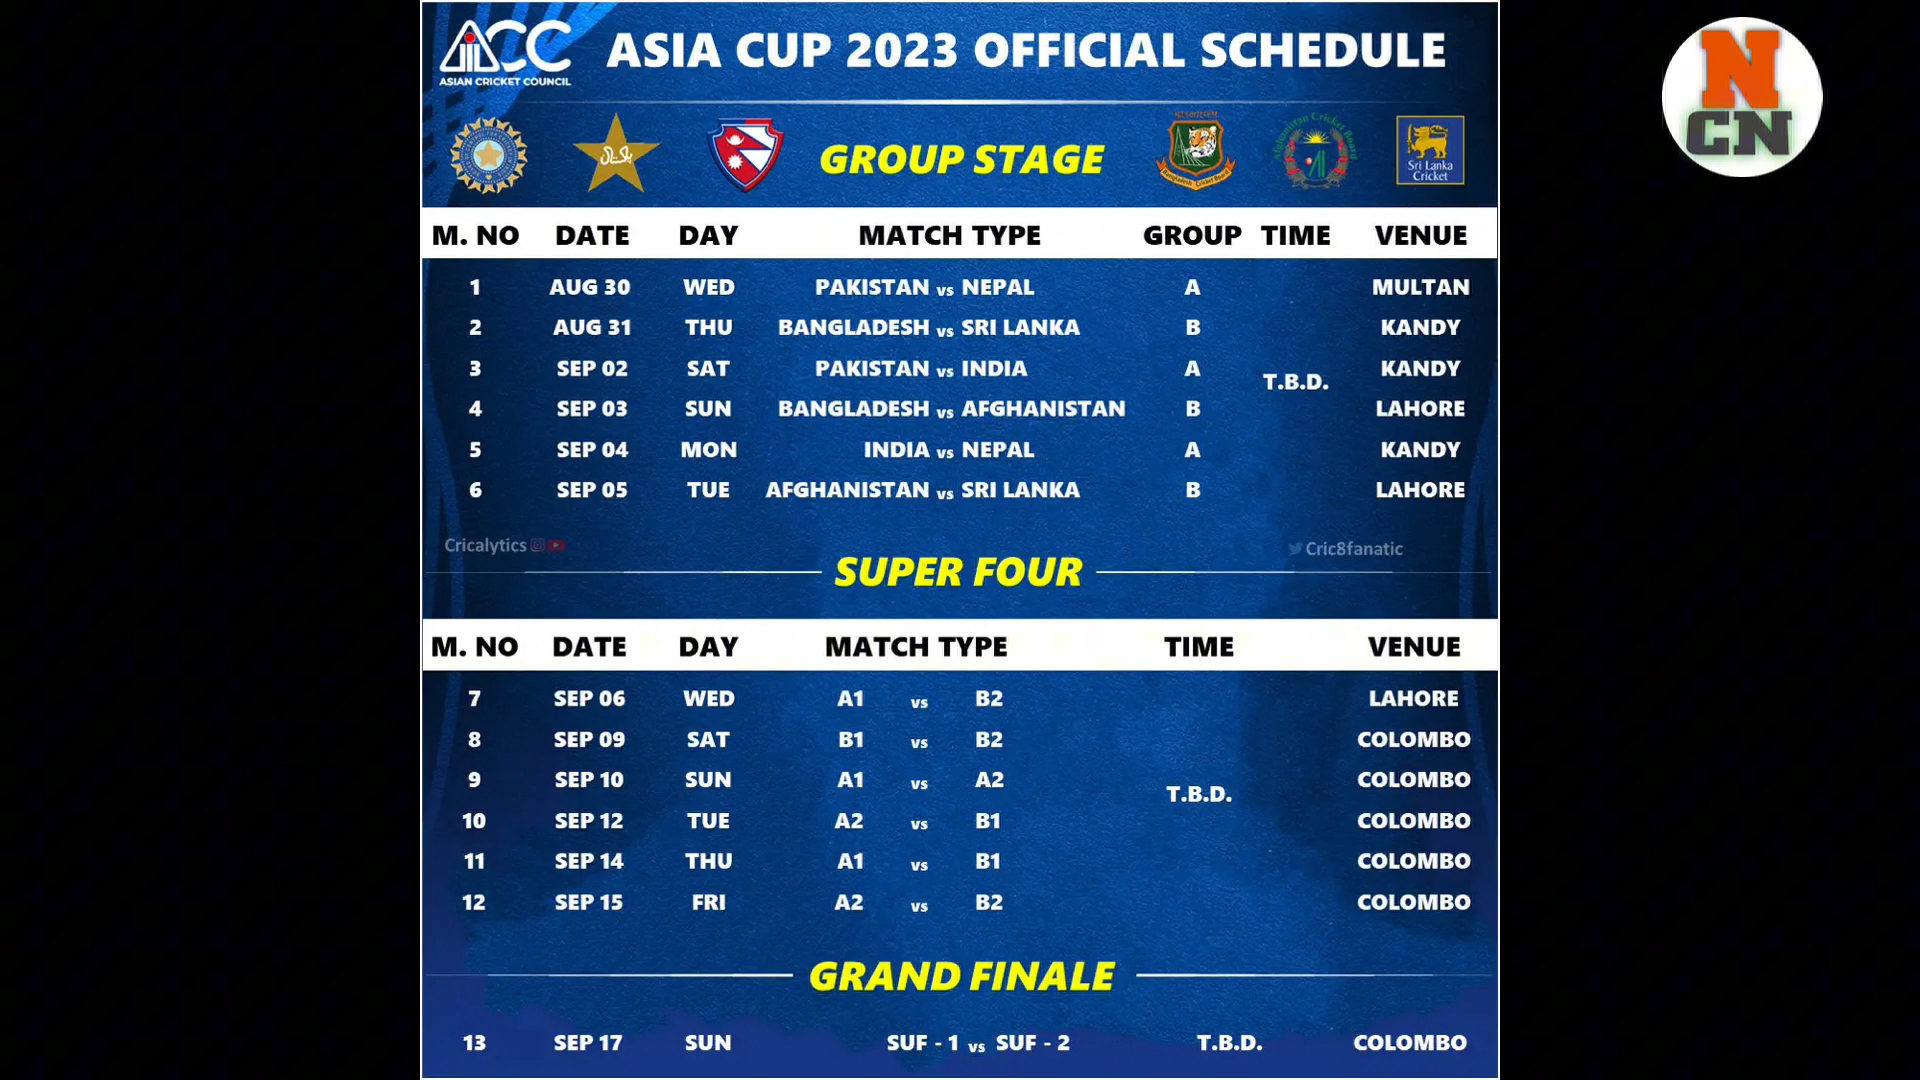 ACC
ASIAN CRICKET COUNCIL
ASIA CUP 2023 OFFICIAL SCHEDULE
N
CN
GROUP STAGE
Sri Lanka
Cricket
M. NO DATE DAY MATCH TYPE GROUP TIME VENUE
1 AUG 30 WED PAKISTAN vs NEPAL A MULTAN
2 AUG 31 THU BANGLADESH vs SRI LANKA B KANDY
3 SEP 02 SAT PAKISTAN vs INDIA A KANDY
T.B.D.
4 SEP 03 SUN BANGLADESH vs AFGHANISTAN B LAHORE
5 SEP 04 MON INDIA vs NEPAL A KANDY
6 SEP 05 TUE AFGHANISTAN vs SRI LANKA B LAHORE
Cricalytics Cric8fanatic
SUPER FOUR
M. NO DATE DAY MATCH TYPE TIME VENUE
7 SEP 06 WED A1 vs B2 LAHORE
8 SEP 09 SAT B1 vs B2 COLOMBO
9 SEP 10 SUN A1 vs A2 COLOMBO
T.B.D.
10 SEP 12 TUE A2 vs B1 COLOMBO
11 SEP 14 THU A1 vs B1 COLOMBO
12 SEP 15 FRI A2 vs B2 COLOMBO
GRAND FINALE
13 SEP 17 SUN SUF - 1 vs SUF - 2 T.B.D. COLOMBO